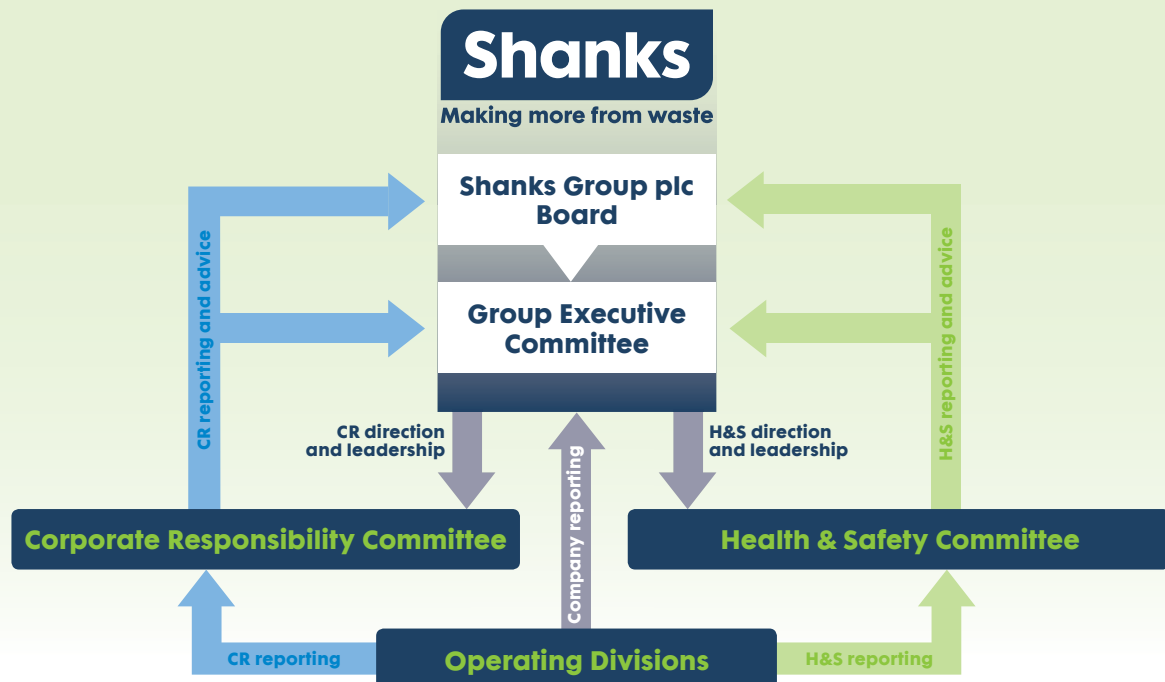 Shanks
Making more from waste
Shanks Group plc
Board
Group Executive
Committee
CR reporting and advice
H&S reporting and advice
CR direction
and leadership
Company reporting
H&S direction
and leadership
Corporate Responsibility Committee
Health & Safety Committee
CR reporting
Operating Divisions
H&S reporting